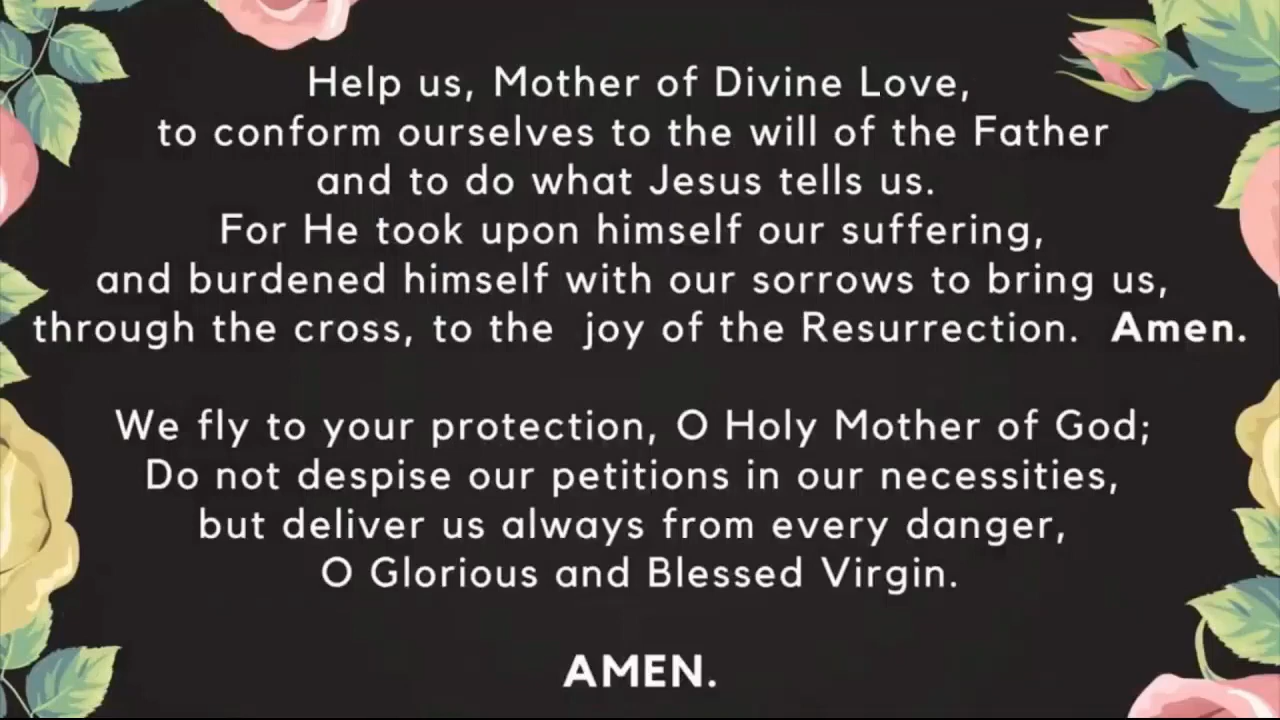 Help us, Mother of Divine Love,
to conform ourselves to the will of the Father
and to do what Jesus tells us.
For He took upon himself our suffering,
and burdened himself with our sorrows to bring us,
through the cross, to the joy of the Resurrection. Amen.
We fly to your protection, O Holy Mother of God;
Do not despise our petitions in our necessities,
but deliver us always from every danger,
O Glorious and Blessed Virgin.
AMEN.